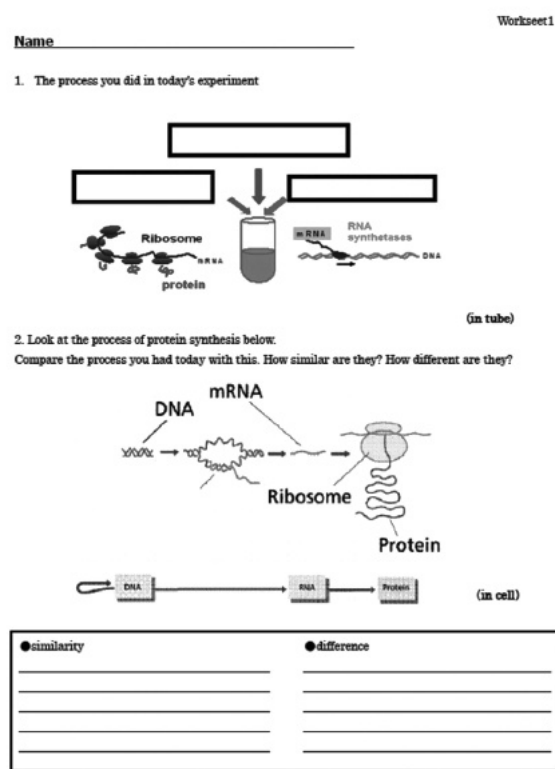 Workseet1
Name
1. The process you did in today's experiment
Ribosome
mRNA
protein
mRNA
RNA
synthetases
DNA
(in tube)
2. Look at the process of protein synthesis below.
Compare the process you had today with this. How similar are they? How different are they?
mRNA
DNA
Ribosome
Protein
DNA
RNA
Protein
(in cell)
●similarity
●difference